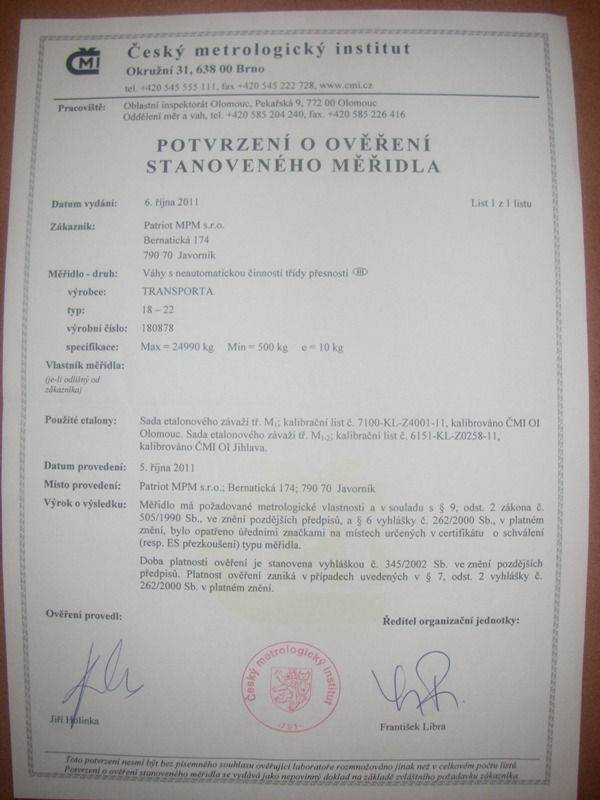 ČMI
Český metrologický institut
Okružní 31, 638 00 Brno
tel. +420 545 555 111, fax +420 545 222 728, www.cmi.cz
Pracoviště: Oblastní inspektorát Olomouc, Pekařská 9, 772 00 Olomouc
Oddělení měr a vah, tel. +420 585 204 240, fax. +420 585 226 416
POTVRZENÍ O OVĚŘENÍ
STANOVENÉHO MĚŘIDLA
Datum vydání: 6. října 2011 List 1 z 1 listu
Zákazník: Patriot MPM s.r.o.
Bernatická 174
790 70 Javorník
Měřidlo - druh: Váhy s neautomatickou činností třídy přesnosti III
výrobce: TRANSPORTA
typ: 18 – 22
výrobní číslo: 180878
specifikace: Max = 24990 kg Min = 500 kg e = 10 kg
Vlastník měřidla:
(je-li odlišný od
zákazníka)
Použité etalony: Sada etalonového závaží tř. M1; kalibrační list č. 7100-KL-Z4001-11, kalibrováno ČMI OI
Olomouc. Sada etalonového závaží tř. M1-2; kalibrační list č. 6151-KL-Z0258-11,
kalibrováno ČMI OI Jihlava.
Datum provedení: 5. října 2011
Místo provedení: Patriot MPM s.r.o.; Bernatická 174; 790 70 Javorník
Výrok o výsledku: Měřidlo má požadované metrologické vlastnosti a v souladu s § 9, odst. 2 zákona č.
505/1990 Sb., ve znění pozdějších předpisů, a § 6 vyhlášky č. 262/2000 Sb., v platném
znění, bylo opatřeno úředními značkami na místech určených v certifikátu o schválení
(resp. ES přezkoušení) typu měřidla.
Doba platnosti ověření je stanovena vyhláškou č. 345/2002 Sb. ve znění pozdějších
předpisů. Platnost ověření zaniká v případech uvedených v § 7, odst. 2 vyhlášky č.
262/2000 Sb. v platném znění.
Ověření provedl: Ředitel organizační jednotky:
Český metrologický institut
Jiří Holinka František Libra
Toto potvrzení nesmí být bez písemného souhlasu ověřující laboratoře rozmnožováno jinak než v celkovém počtu listů.
Potvrzení o ověření stanoveného měřidla se vydává jako nepovinný doklad na základě zvláštního požadavku zákazníka.